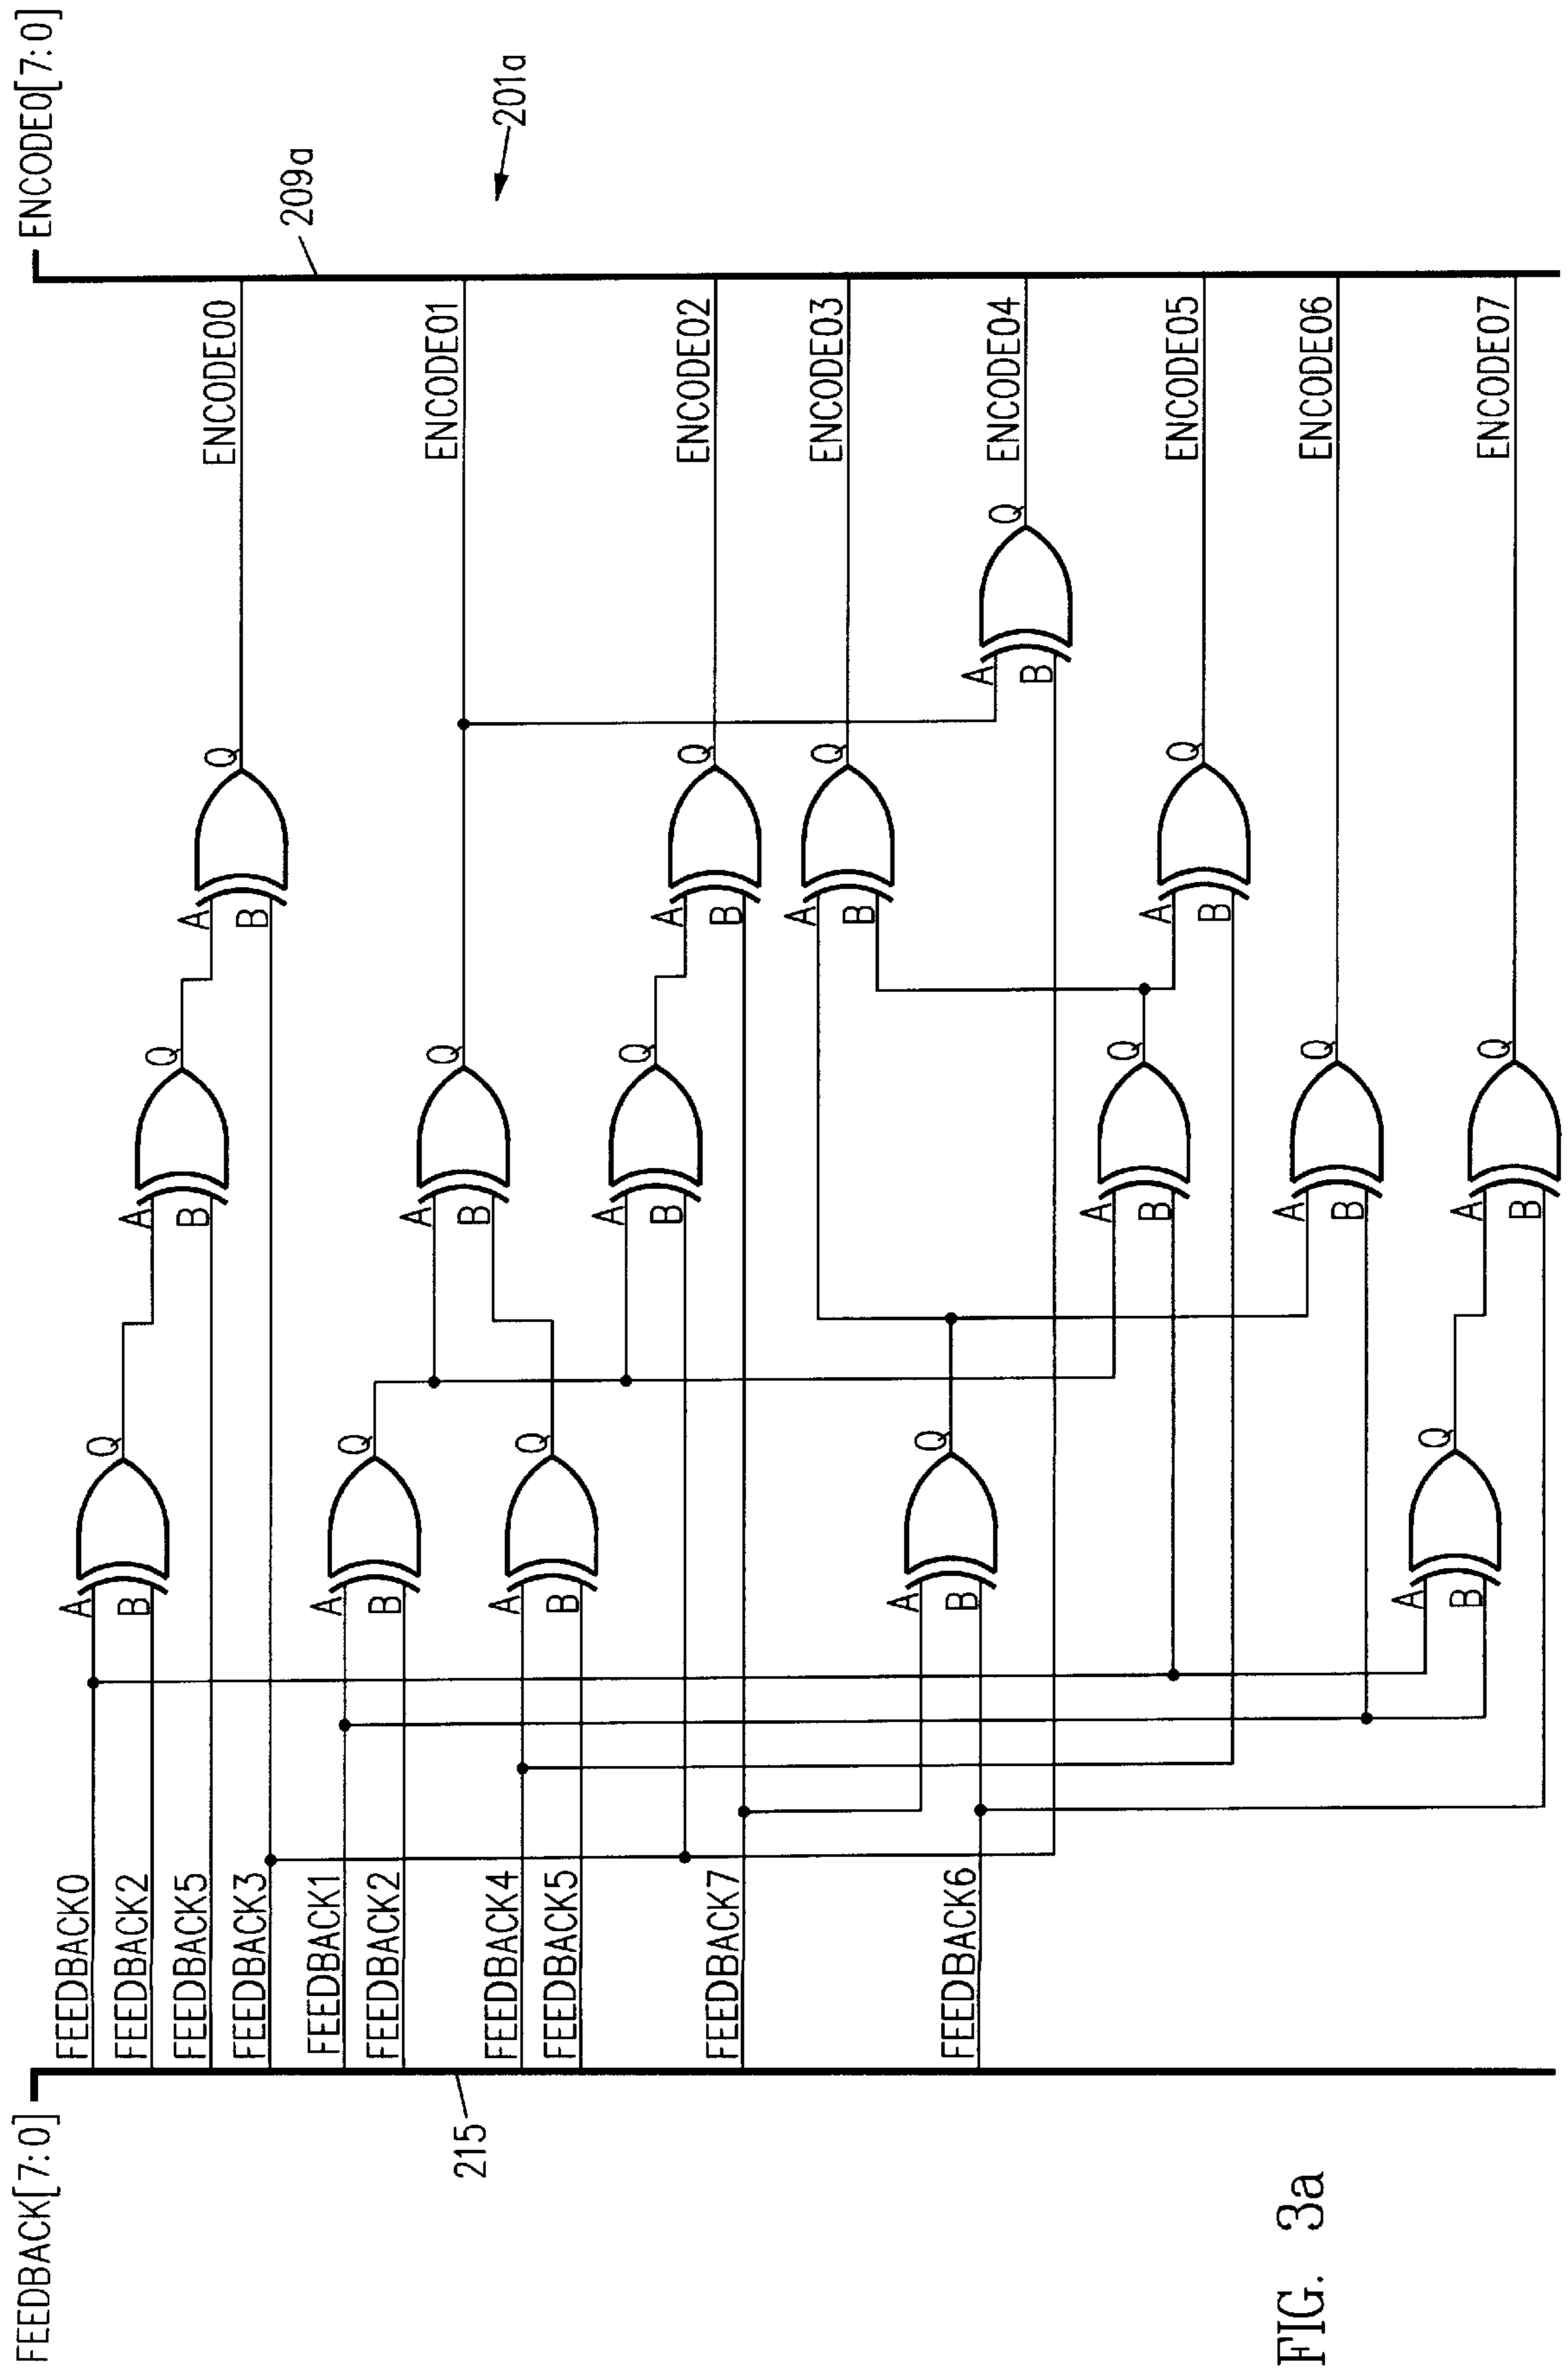 FEEDBACK[7:0]
ENCODE0[7:0]
209a
201a
215
FEEDBACK0
FEEDBACK2
FEEDBACK5
FEEDBACK3
FEEDBACK1
FEEDBACK2
FEEDBACK4
FEEDBACK5
FEEDBACK7
FEEDBACK6
A
B
Q
A
B
Q
A
B
Q
A
B
Q
A
B
Q
A
B
Q
A
B
Q
A
B
Q
A
B
Q
A
B
Q
A
B
Q
A
B
Q
A
B
Q
A
B
Q
A
B
Q
A
B
Q
ENCODE00
ENCODE01
ENCODE02
ENCODE03
ENCODE04
ENCODE05
ENCODE06
ENCODE07
FIG. 3a